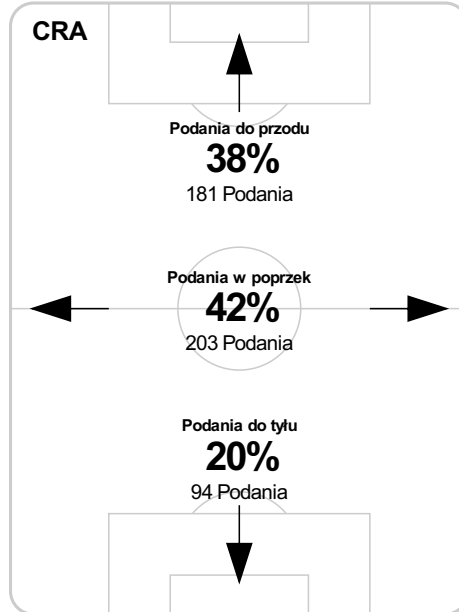 CRA
Podania do przodu
38%
181 Podania
Podania w poprzek
42%
203 Podania
Podania do tyłu
20%
94 Podania